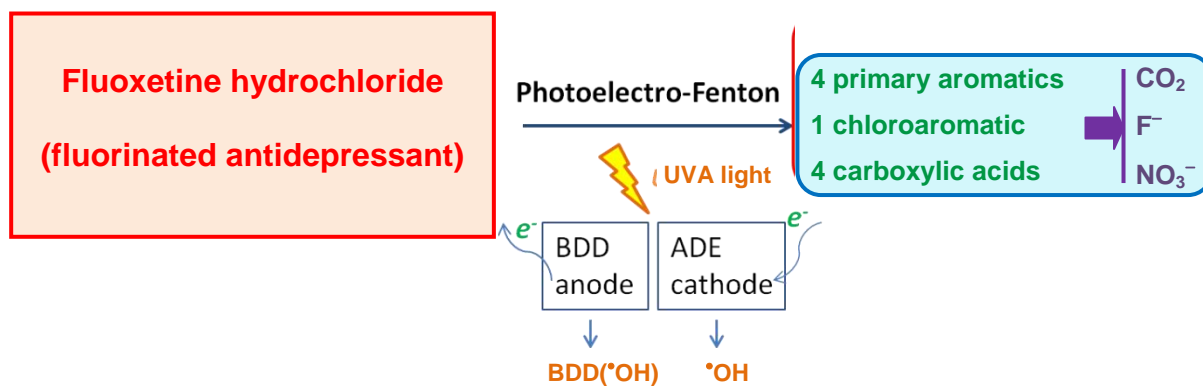 Fluoxetine hydrochloride
(fluorinated antidepressant)
Photoelectro-Fenton
UVA light
4 primary aromatics
1 chloroaromatic
4 carboxylic acids
CO₂
F⁻
NO₃⁻
e⁻
BDD
anode
ADE
cathode
e⁻
BDD(•OH)
•OH